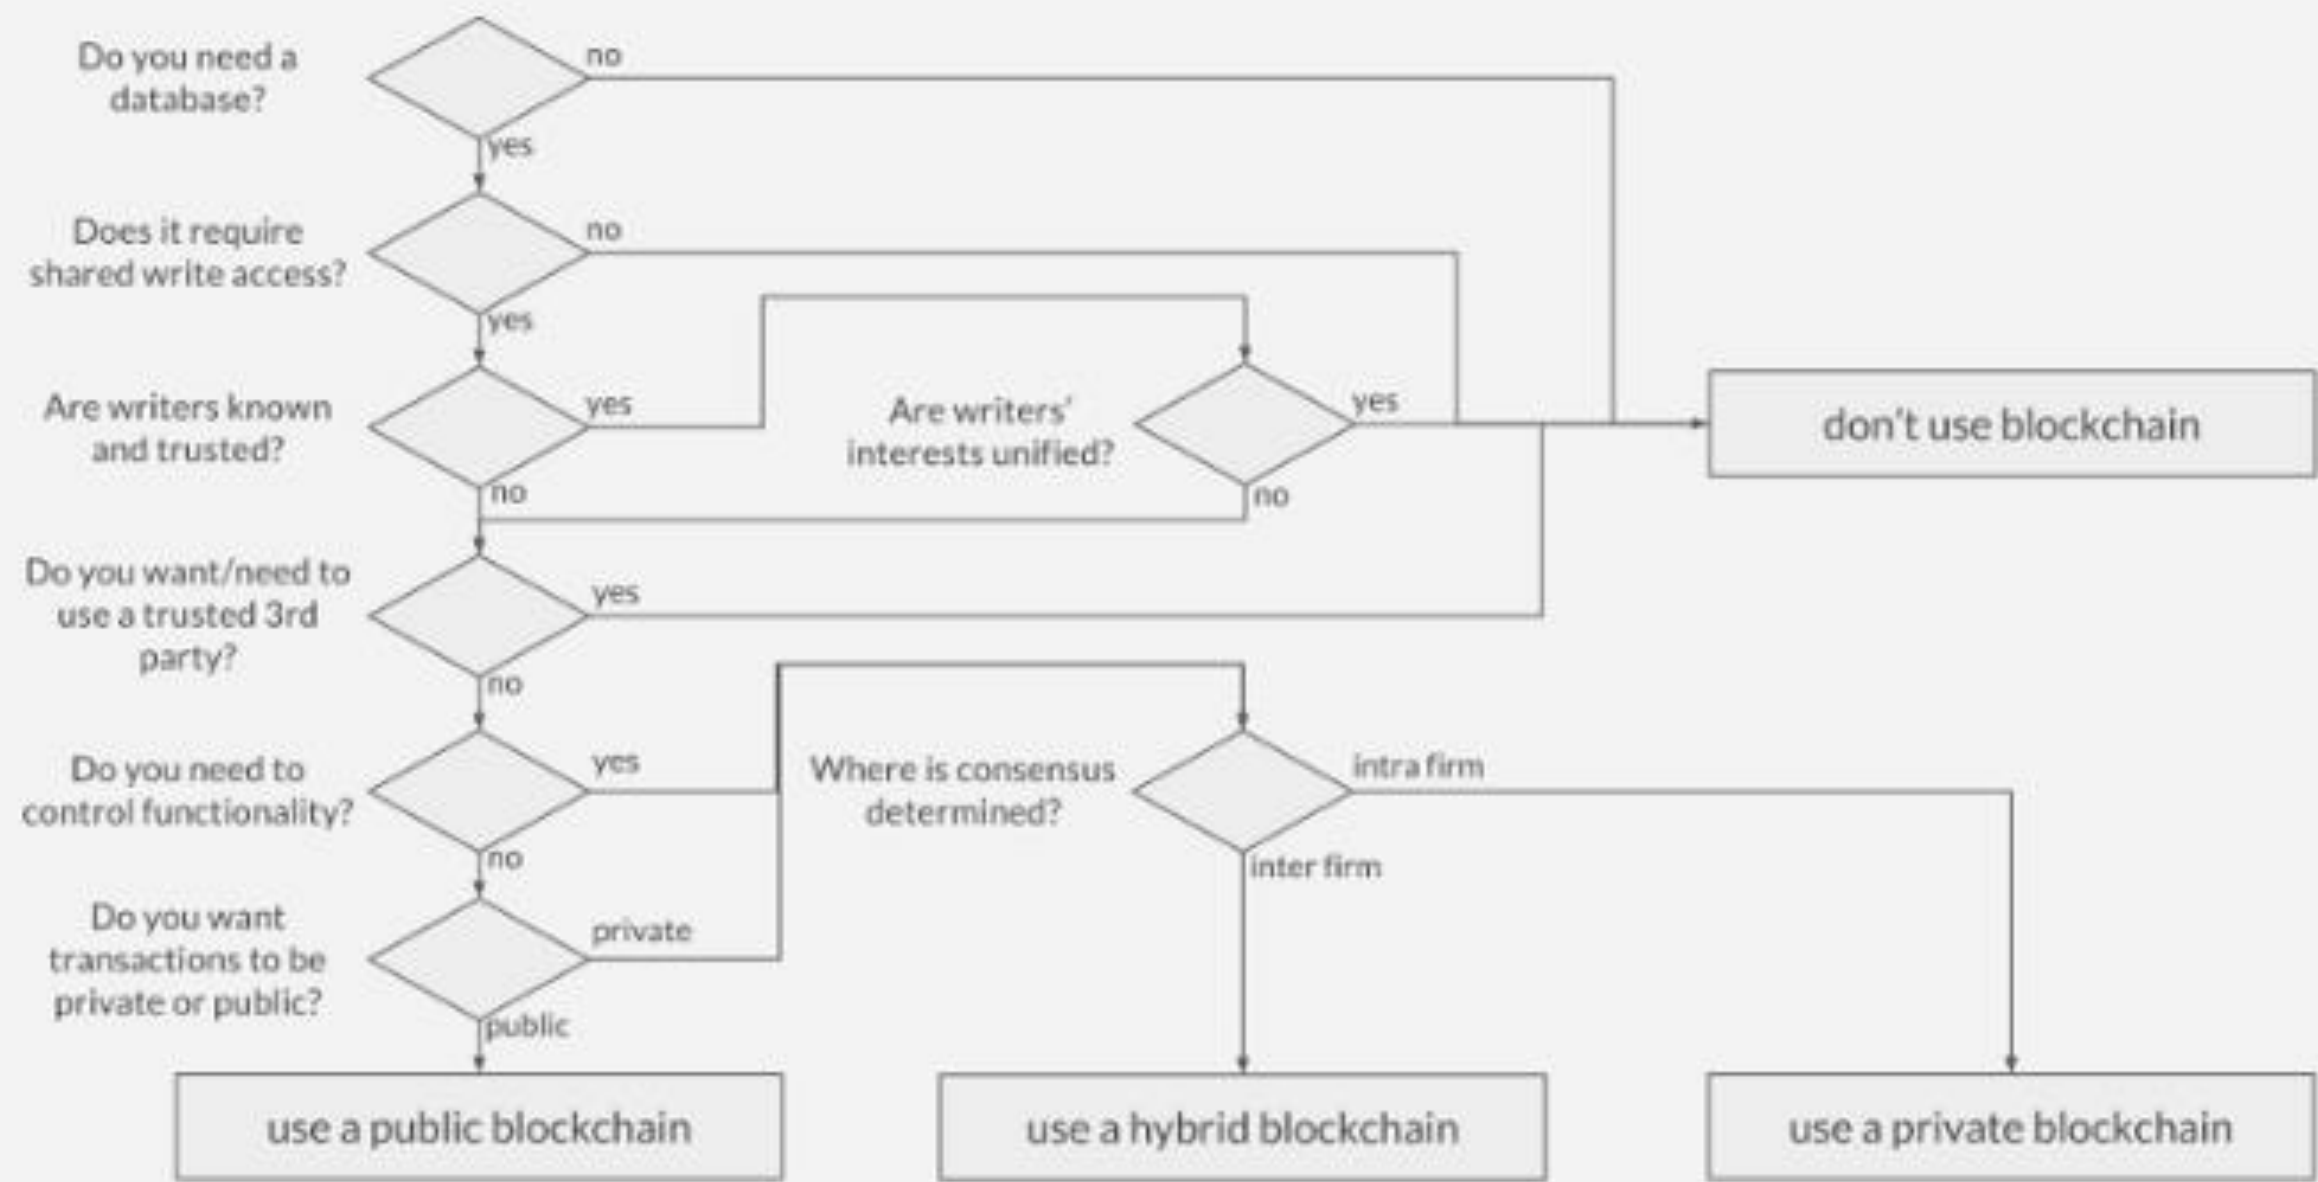 Do you need a
database?
no
yes
Does it require
shared write access?
no
yes
Are writers known
and trusted?
yes
no
Are writers'
interests unified?
yes
no
don't use blockchain
Do you want/need to
use a trusted 3rd
party?
yes
no
Do you need to
control functionality?
yes
no
Where is consensus
determined?
intra firm
inter firm
Do you want
transactions to be
private or public?
private
public
use a public blockchain
use a hybrid blockchain
use a private blockchain